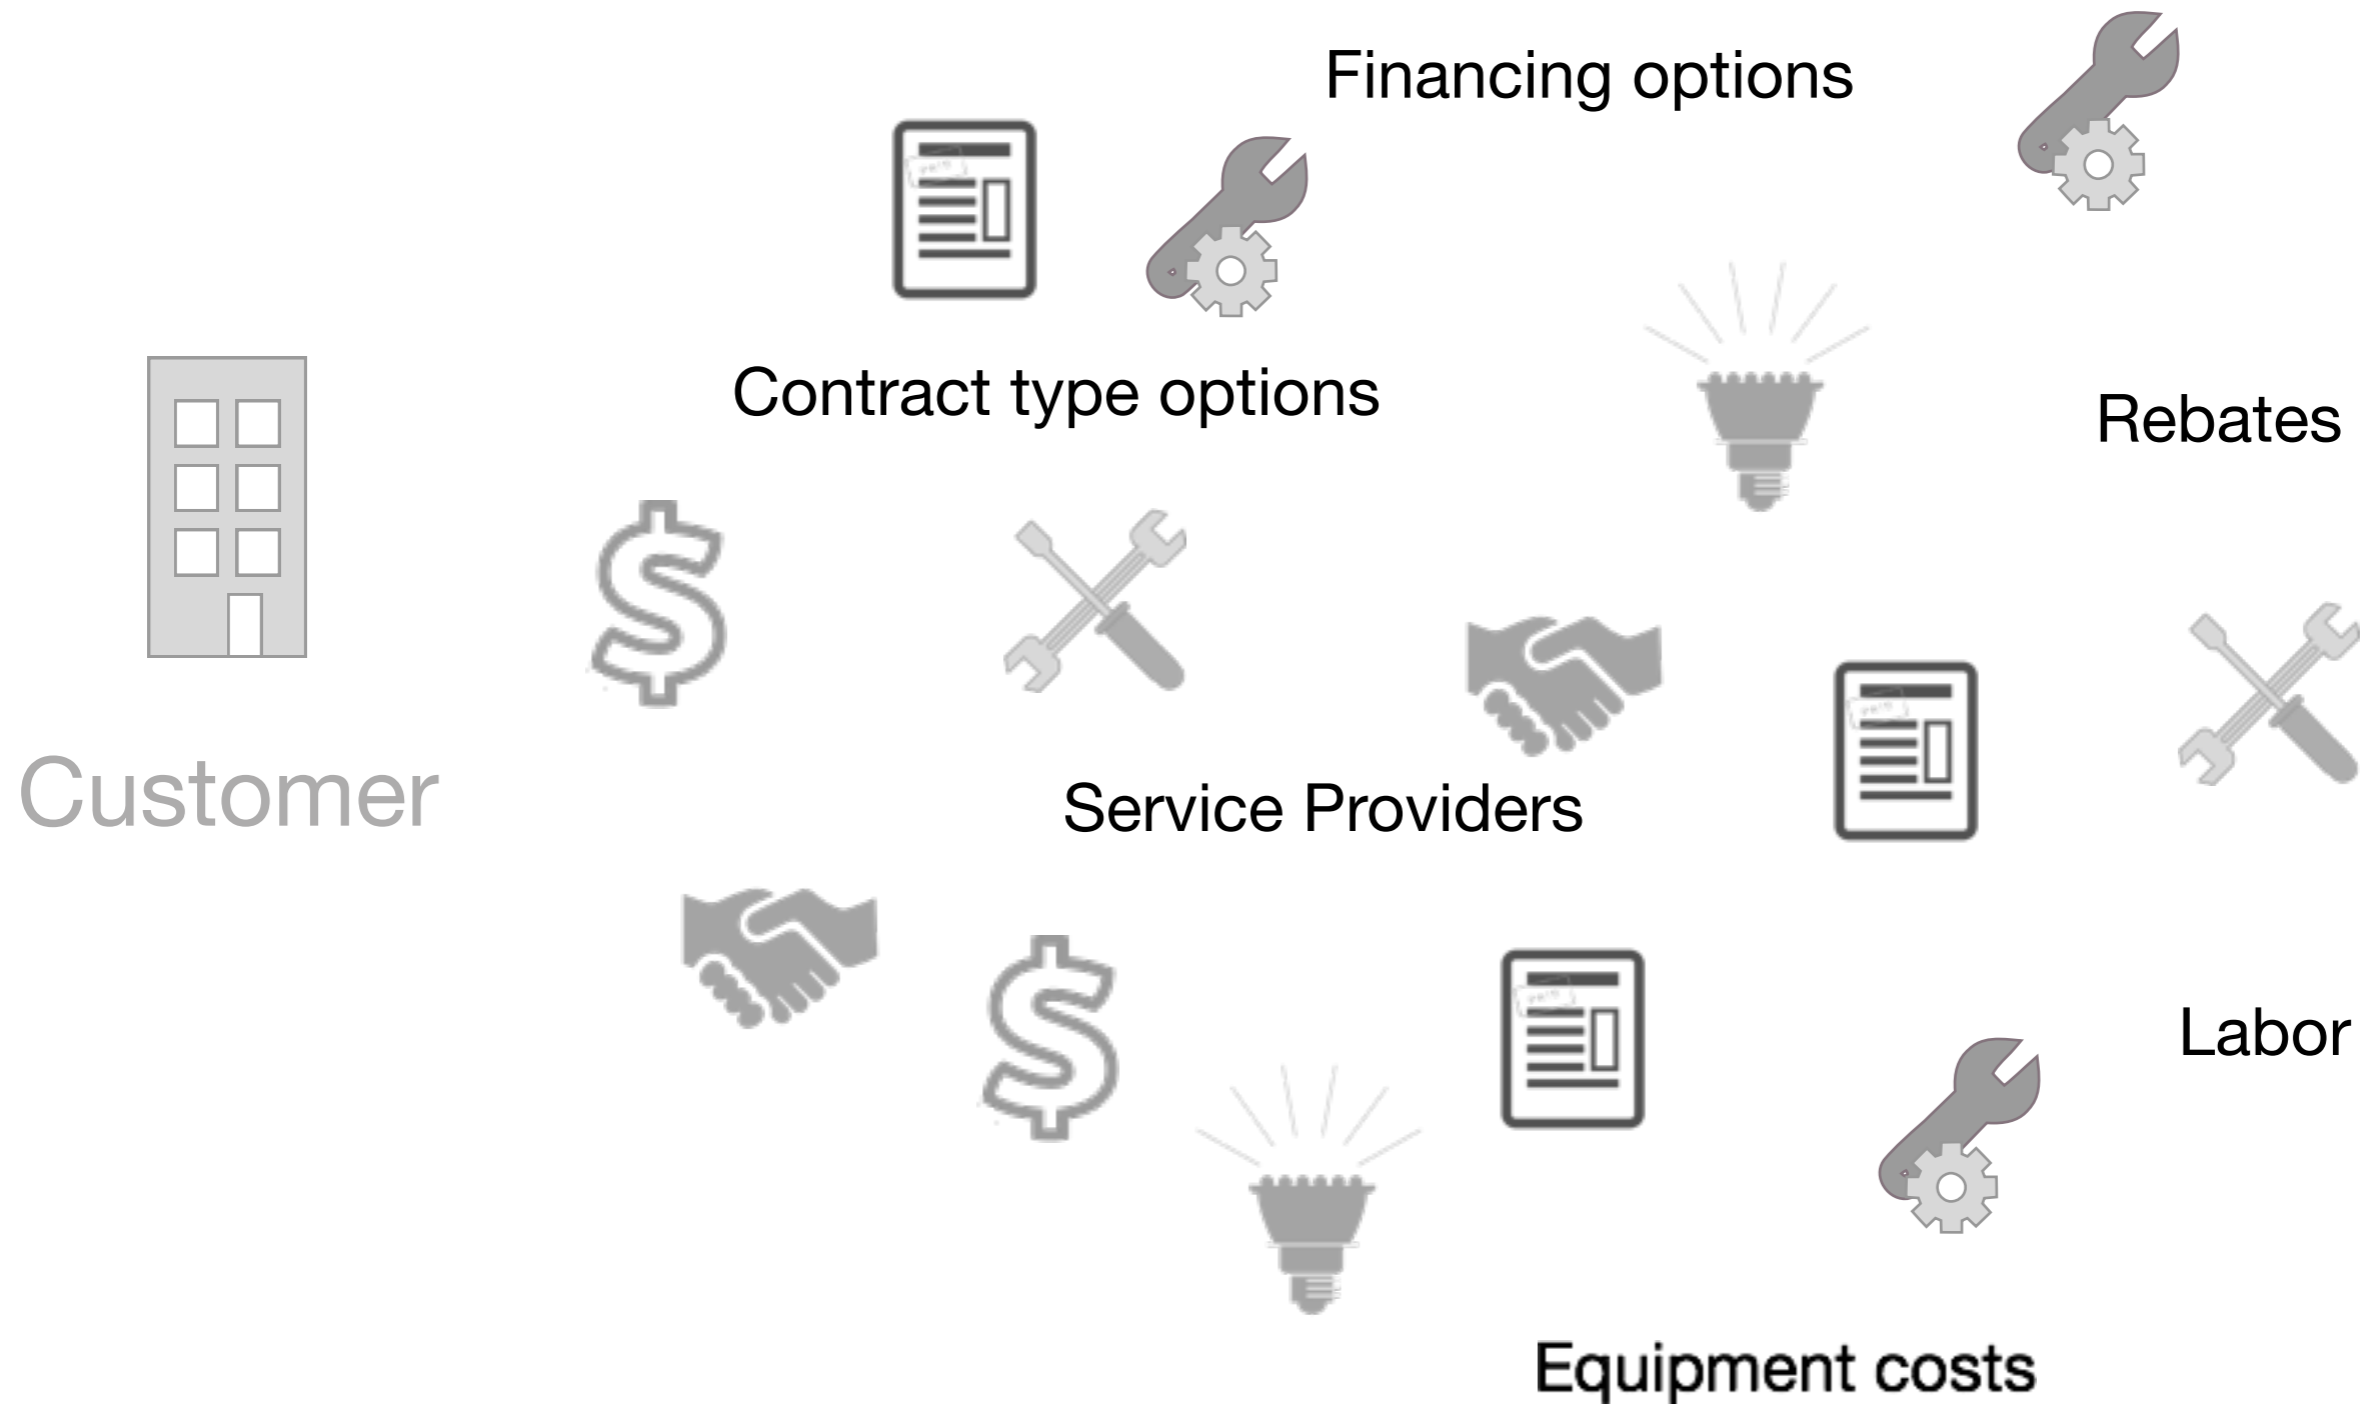 Financing options
Contract type options
Rebates
Customer
Service Providers
Labor
Equipment costs